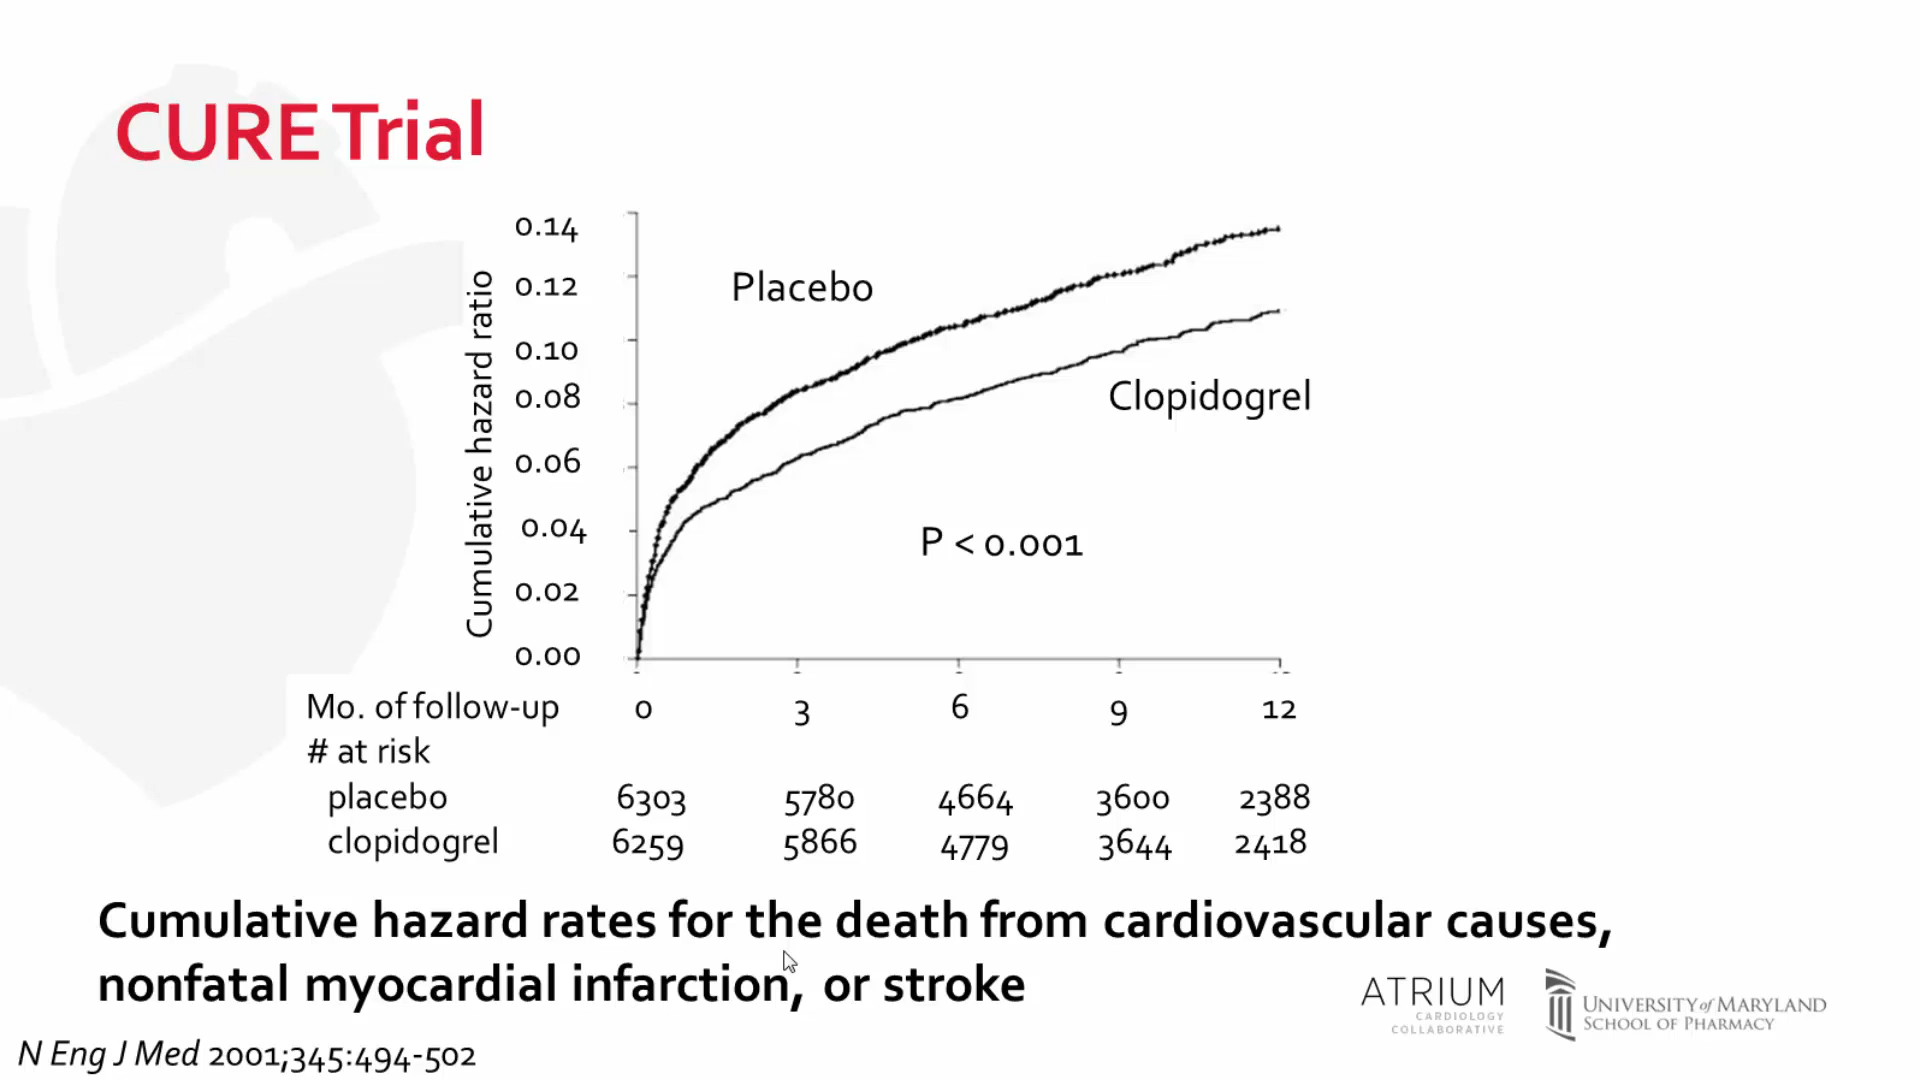 CURE Trial
Cumulative hazard ratio
0.14
0.12
0.10
0.08
0.06
0.04
0.02
0.00
Placebo
Clopidogrel
P < 0.001
Mo. of follow-up 0 3 6 9 12
# at risk
placebo 6303 5780 4664 3600 2388
clopidogrel 6259 5866 4779 3644 2418
Cumulative hazard rates for the death from cardiovascular causes,
nonfatal myocardial infarction, or stroke
ATRIUM
CARDIOLOGY
COLLABORATIVE
UNIVERSITY of MARYLAND
SCHOOL OF PHARMACY
N Eng J Med 2001;345:494-502